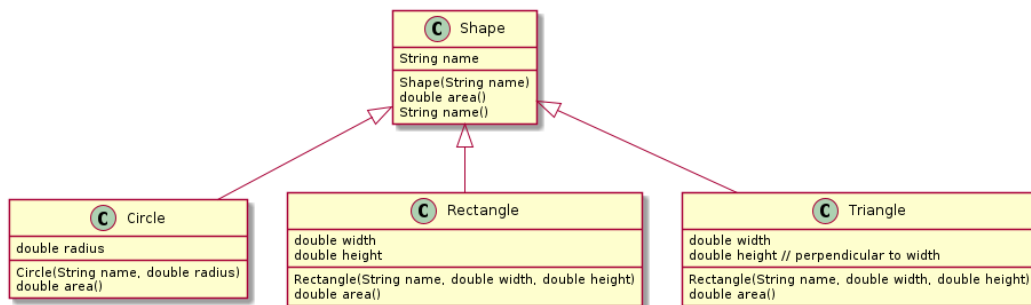 C Shape
String name
Shape(String name)
double area()
String name()
C Circle
double radius
Circle(String name, double radius)
double area()
C Rectangle
double width
double height
Rectangle(String name, double width, double height)
double area()
C Triangle
double width
double height // perpendicular to width
Rectangle(String name, double width, double height)
double area()